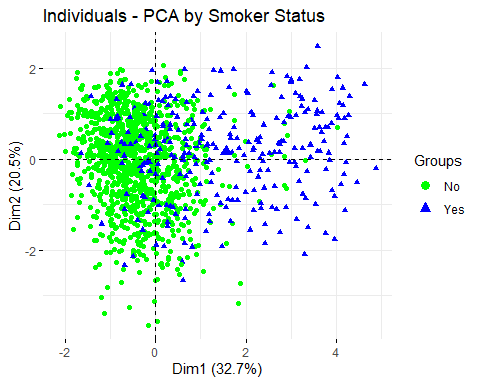 Individuals - PCA by Smoker Status
Dim2 (20.5%)
2
0
-2
-2
0
2
4
Dim1 (32.7%)
Groups
No
Yes